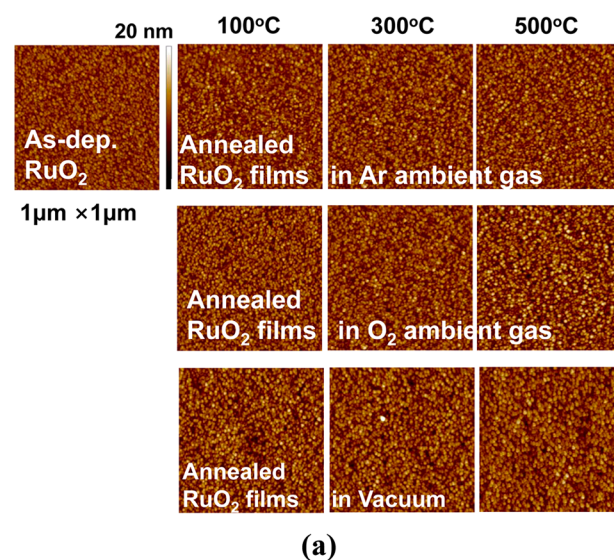 20 nm
100°C
300°C
500°C
As-dep.
RuO₂
1μm ×1μm
Annealed
RuO₂ films in Ar ambient gas
Annealed
RuO₂ films in O₂ ambient gas
Annealed
RuO₂ films in Vacuum
(a)